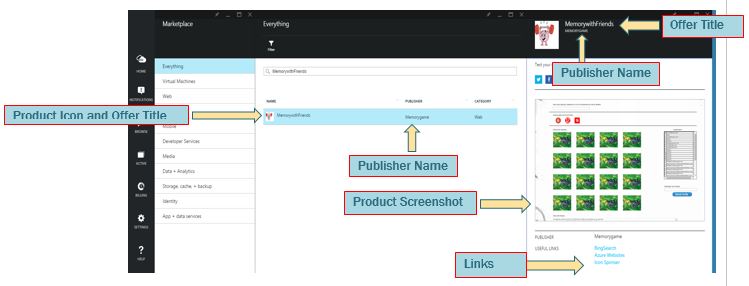 Marketplace
Everything
MemorywithFriends
MEMORYGAME
Offer Title
Publisher Name
Filter
HOME
NOTIFICATIONS
BROWSE
ACTIVE
BILLING
SETTINGS
HELP
Everything
Virtual Machines
Web
Mobile
Developer Services
Media
Data + Analytics
Storage, cache, + backup
Identity
App + data services
MemorywithFriends
NAME PUBLISHER CATEGORY
MemorywithFriends Memorygame Web
Product Icon and Offer Title
Publisher Name
Product Screenshot
Links
PUBLISHER Memorygame
USEFUL LINKS BingSearch
Azure Websites
Icon Sponser